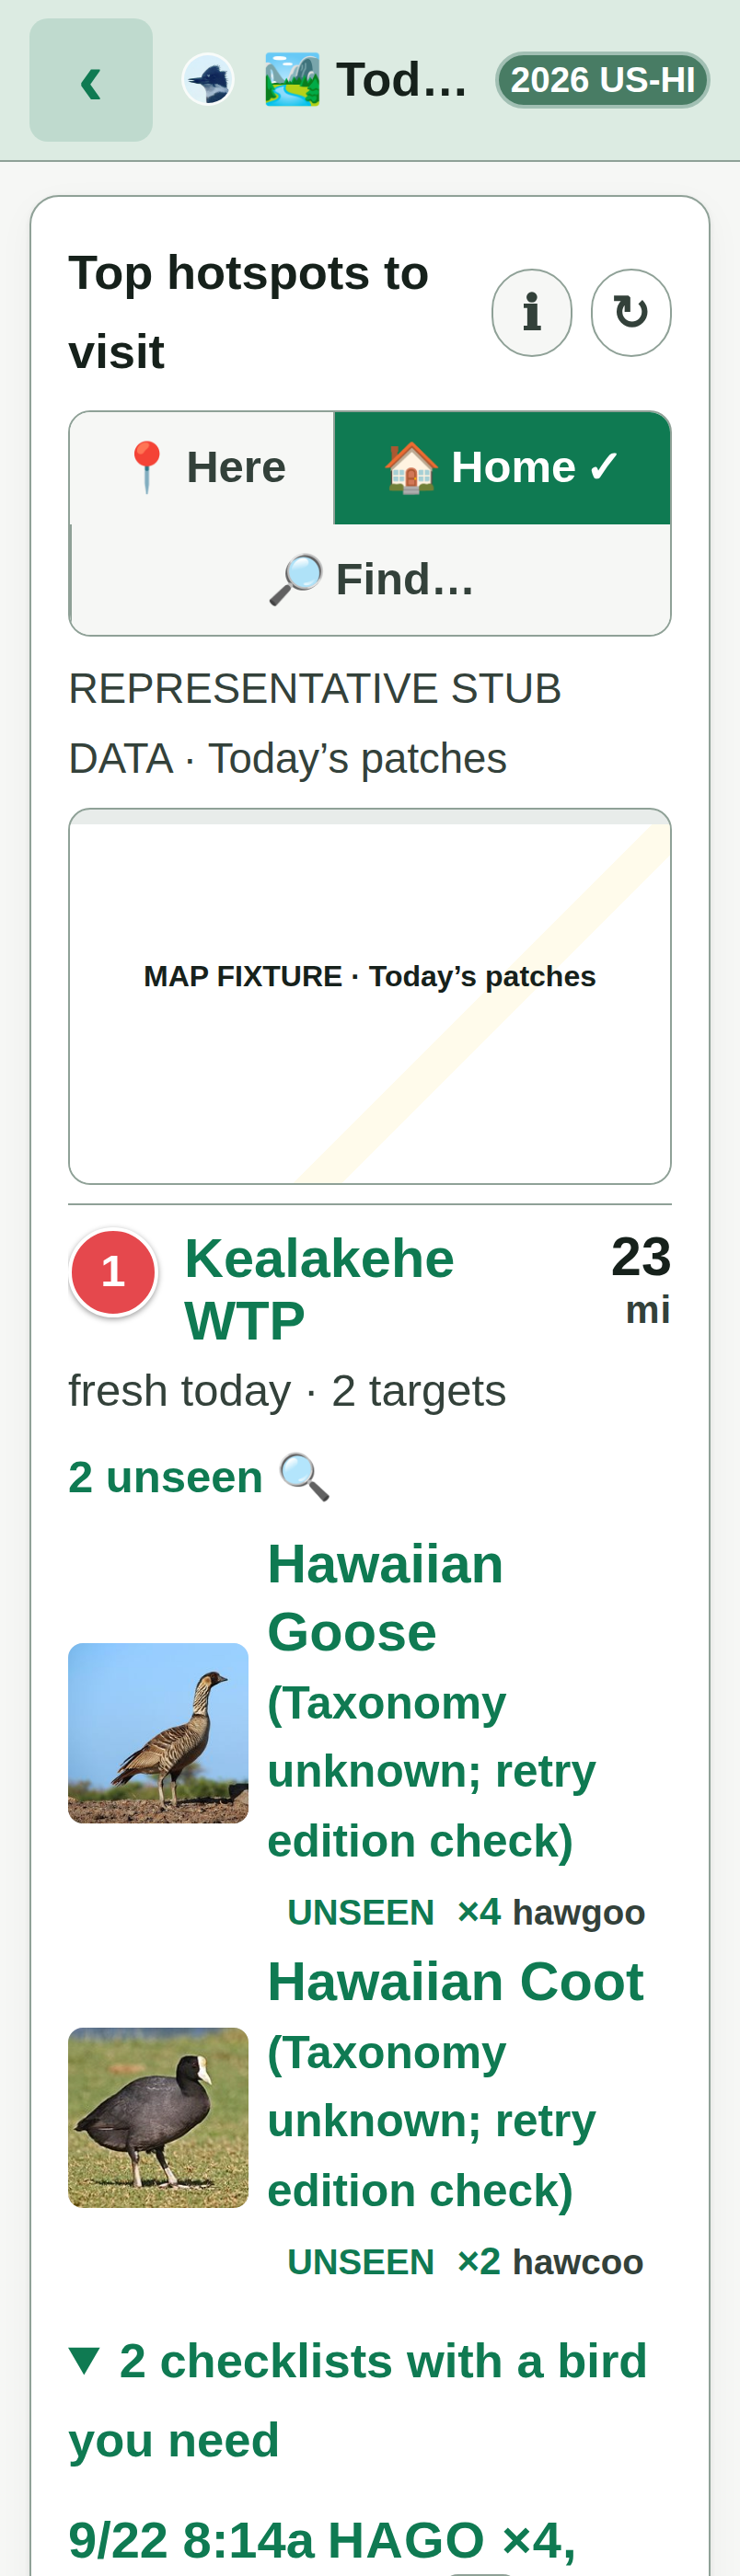 ‹ 🏞️ Tod… 2026 US-HI
Top hotspots to
visit
ℹ ↻
📍 Here 🏠 Home ✓
🔎 Find…
REPRESENTATIVE STUB
DATA · Today’s patches
MAP FIXTURE · Today’s patches
1 Kealakehe 23
WTP mi
fresh today · 2 targets
2 unseen 🔍
Hawaiian
Goose
(Taxonomy
unknown; retry
edition check)
UNSEEN ×4 hawgoo
Hawaiian Coot
(Taxonomy
unknown; retry
edition check)
UNSEEN ×2 hawcoo
▼ 2 checklists with a bird
you need
9/22 8:14a HAGO ×4,